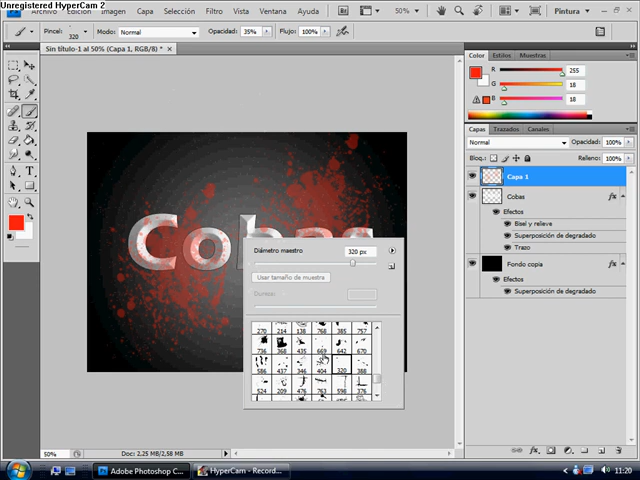 Unregistered HyperCam 2
Archivo Edición Imagen Capa Selección Filtro Análisis 3D Vista 50% Pintura
Pincel: 320 Modo: Normal Opacidad: 35% Flujo: 100%
Sin título-1 al 50% (Capa 1, RGB/8) *
Color Estilos Muestras
R 255
G 18
B 18
Capas Trazados Canales
Normal Opacidad: 100%
Bloq.: Relleno: 100%
Capa 1
Cobas fx
Efectos
Bisel y relieve
Superposición de degradado
Trazo
Fondo copia fx
Efectos
Superposición de degradado
Cobas
Diámetro maestro 320 px
Usar tamaño de muestra
Dureza:
270 214 138 768 385 757
736 368 435 669 642 670
586 437 346 404 320 388
524 209 476 763 598 376
50% Doc: 2,25 MB/2,58 MB
Adobe Photoshop C... HyperCam - Record... 11:20